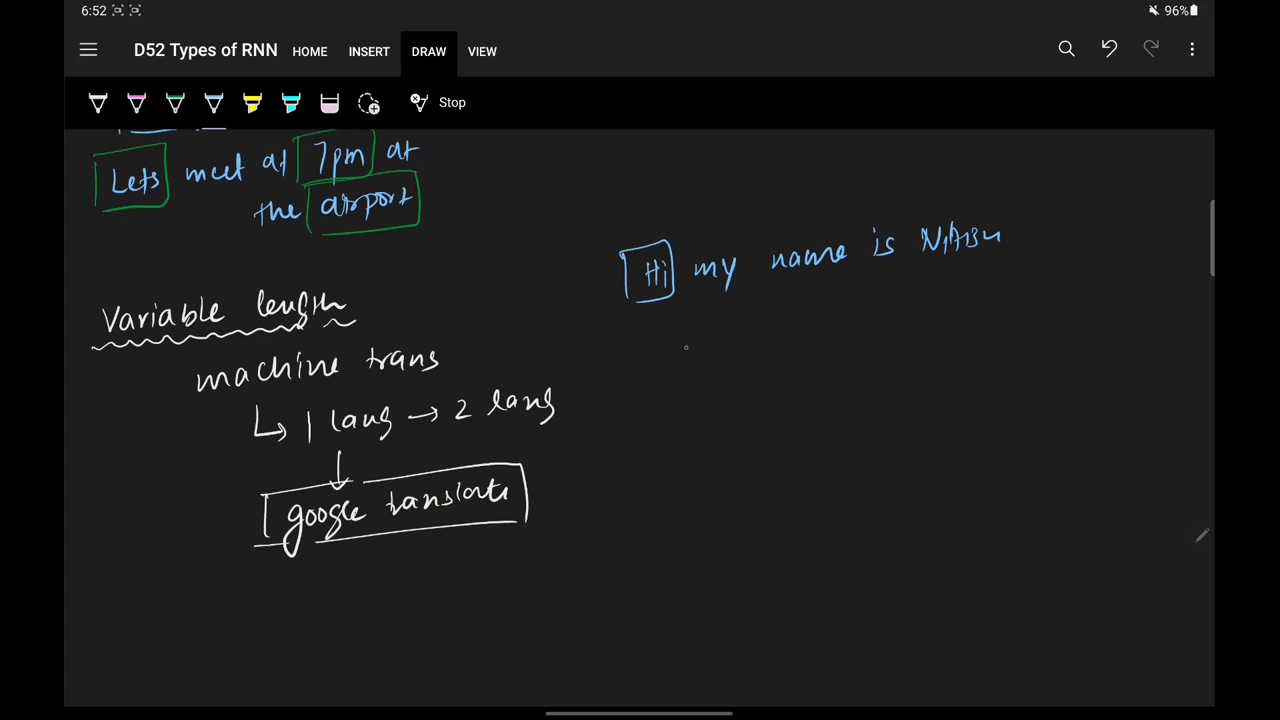 6:52 96%
D52 Types of RNN HOME INSERT DRAW VIEW
Stop
Lets meet at 7pm at
the airport
Hi my name is
Variable length
machine trans
1 lang → 2 lang
google translate